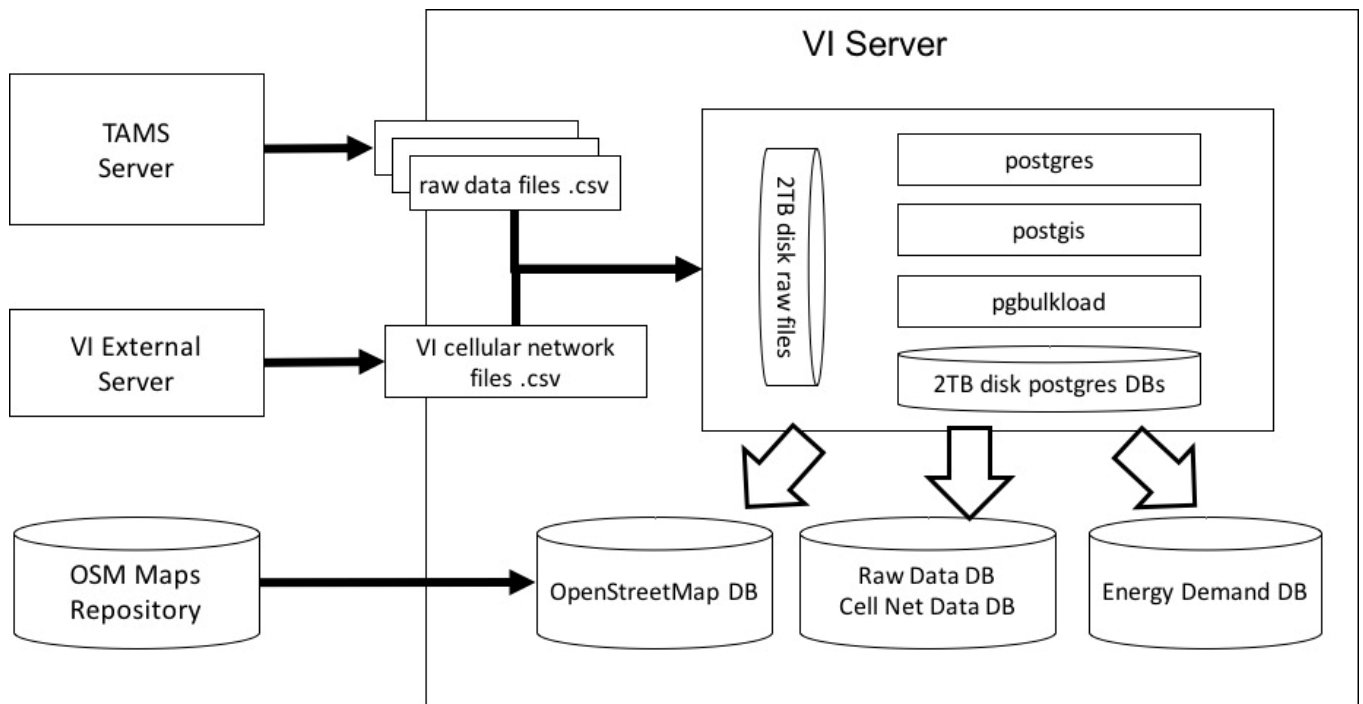 VI Server
TAMS
Server
raw data files .csv
2TB disk raw files
postgres
postgis
pgbulkload
2TB disk postgres DBs
VI External
Server
VI cellular network
files .csv
OSM Maps
Repository
OpenStreetMap DB
Raw Data DB
Cell Net Data DB
Energy Demand DB